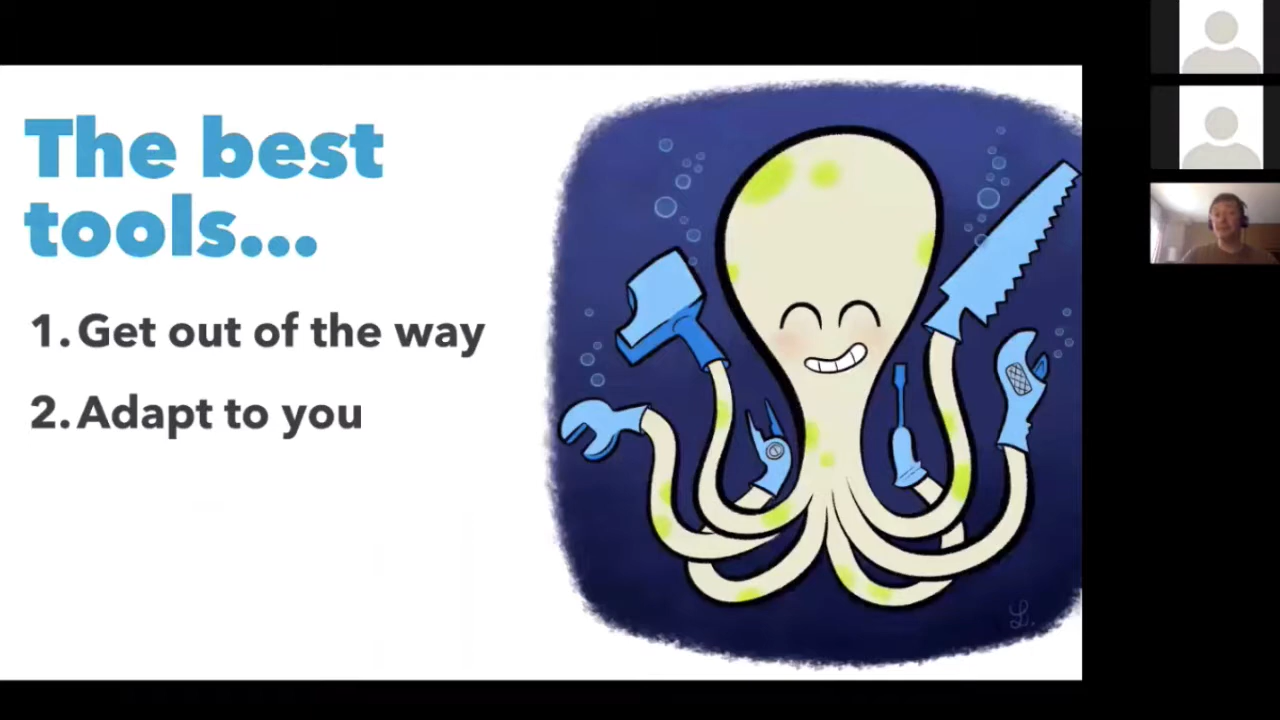 The best
tools...
1. Get out of the way
2. Adapt to you
L.